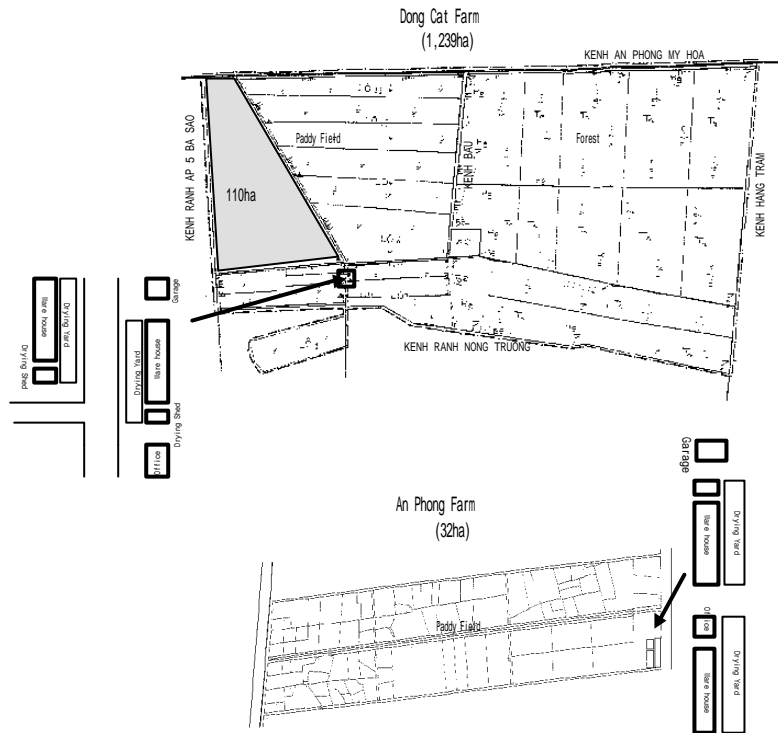 Dong Cat Farm
(1,239ha)
KENH AN PHONG MY HOA
KENH RANH AP 5 BA SAO
Paddy Field
KENH BAU
Forest
KENH HANG TRAM
110ha
Garage
Ware house
Drying Yard
Drying Shed
Drying Yard
Ware house
Drying Shed
Office
KENH RANH NONG TRUONG
Garage
An Phong Farm
(32ha)
Ware house
Drying Yard
Paddy Field
Office
Ware house
Drying Yard